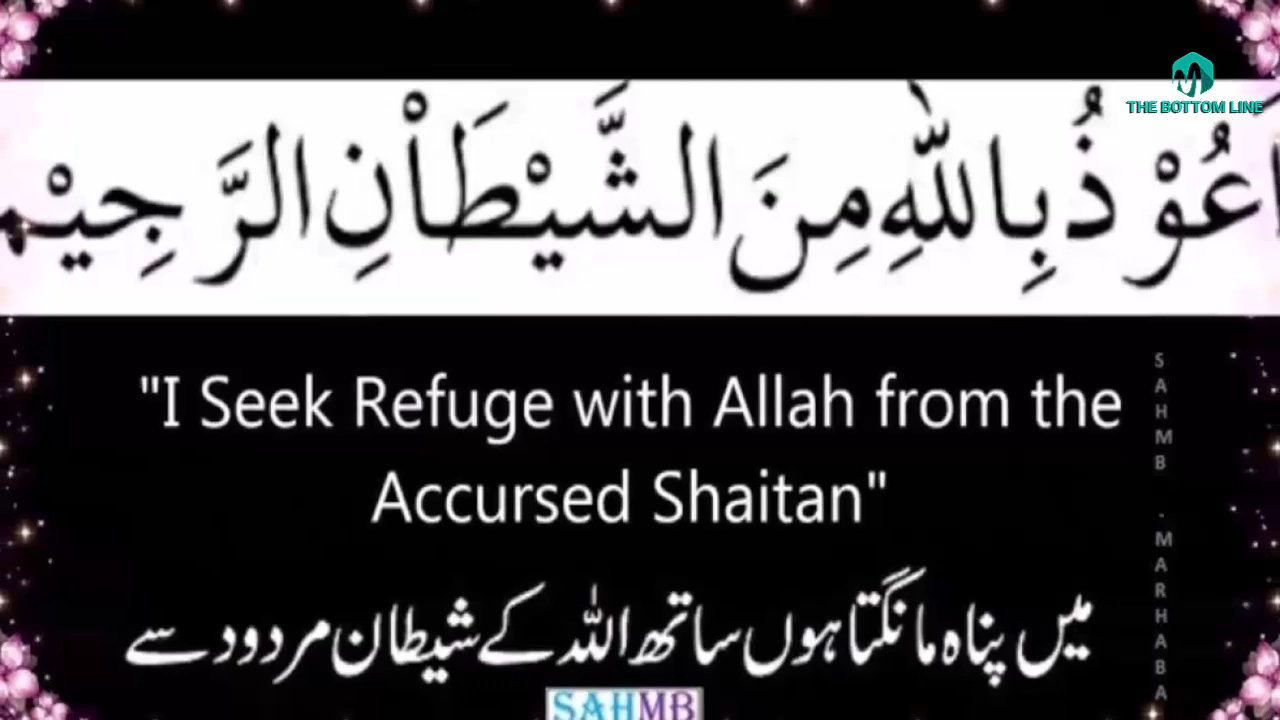 THE BOTTOM LINE
اَعُوْذُ بِاللّٰهِ مِنَ الشَّيْطَاْنِ الرَّجِيْم
"I Seek Refuge with Allah from the
Accursed Shaitan"
میں پناہ مانگتا ہوں ساتھ اللہ کے شیطان مردود سے
SAHMB
SAHMB . MARHABA